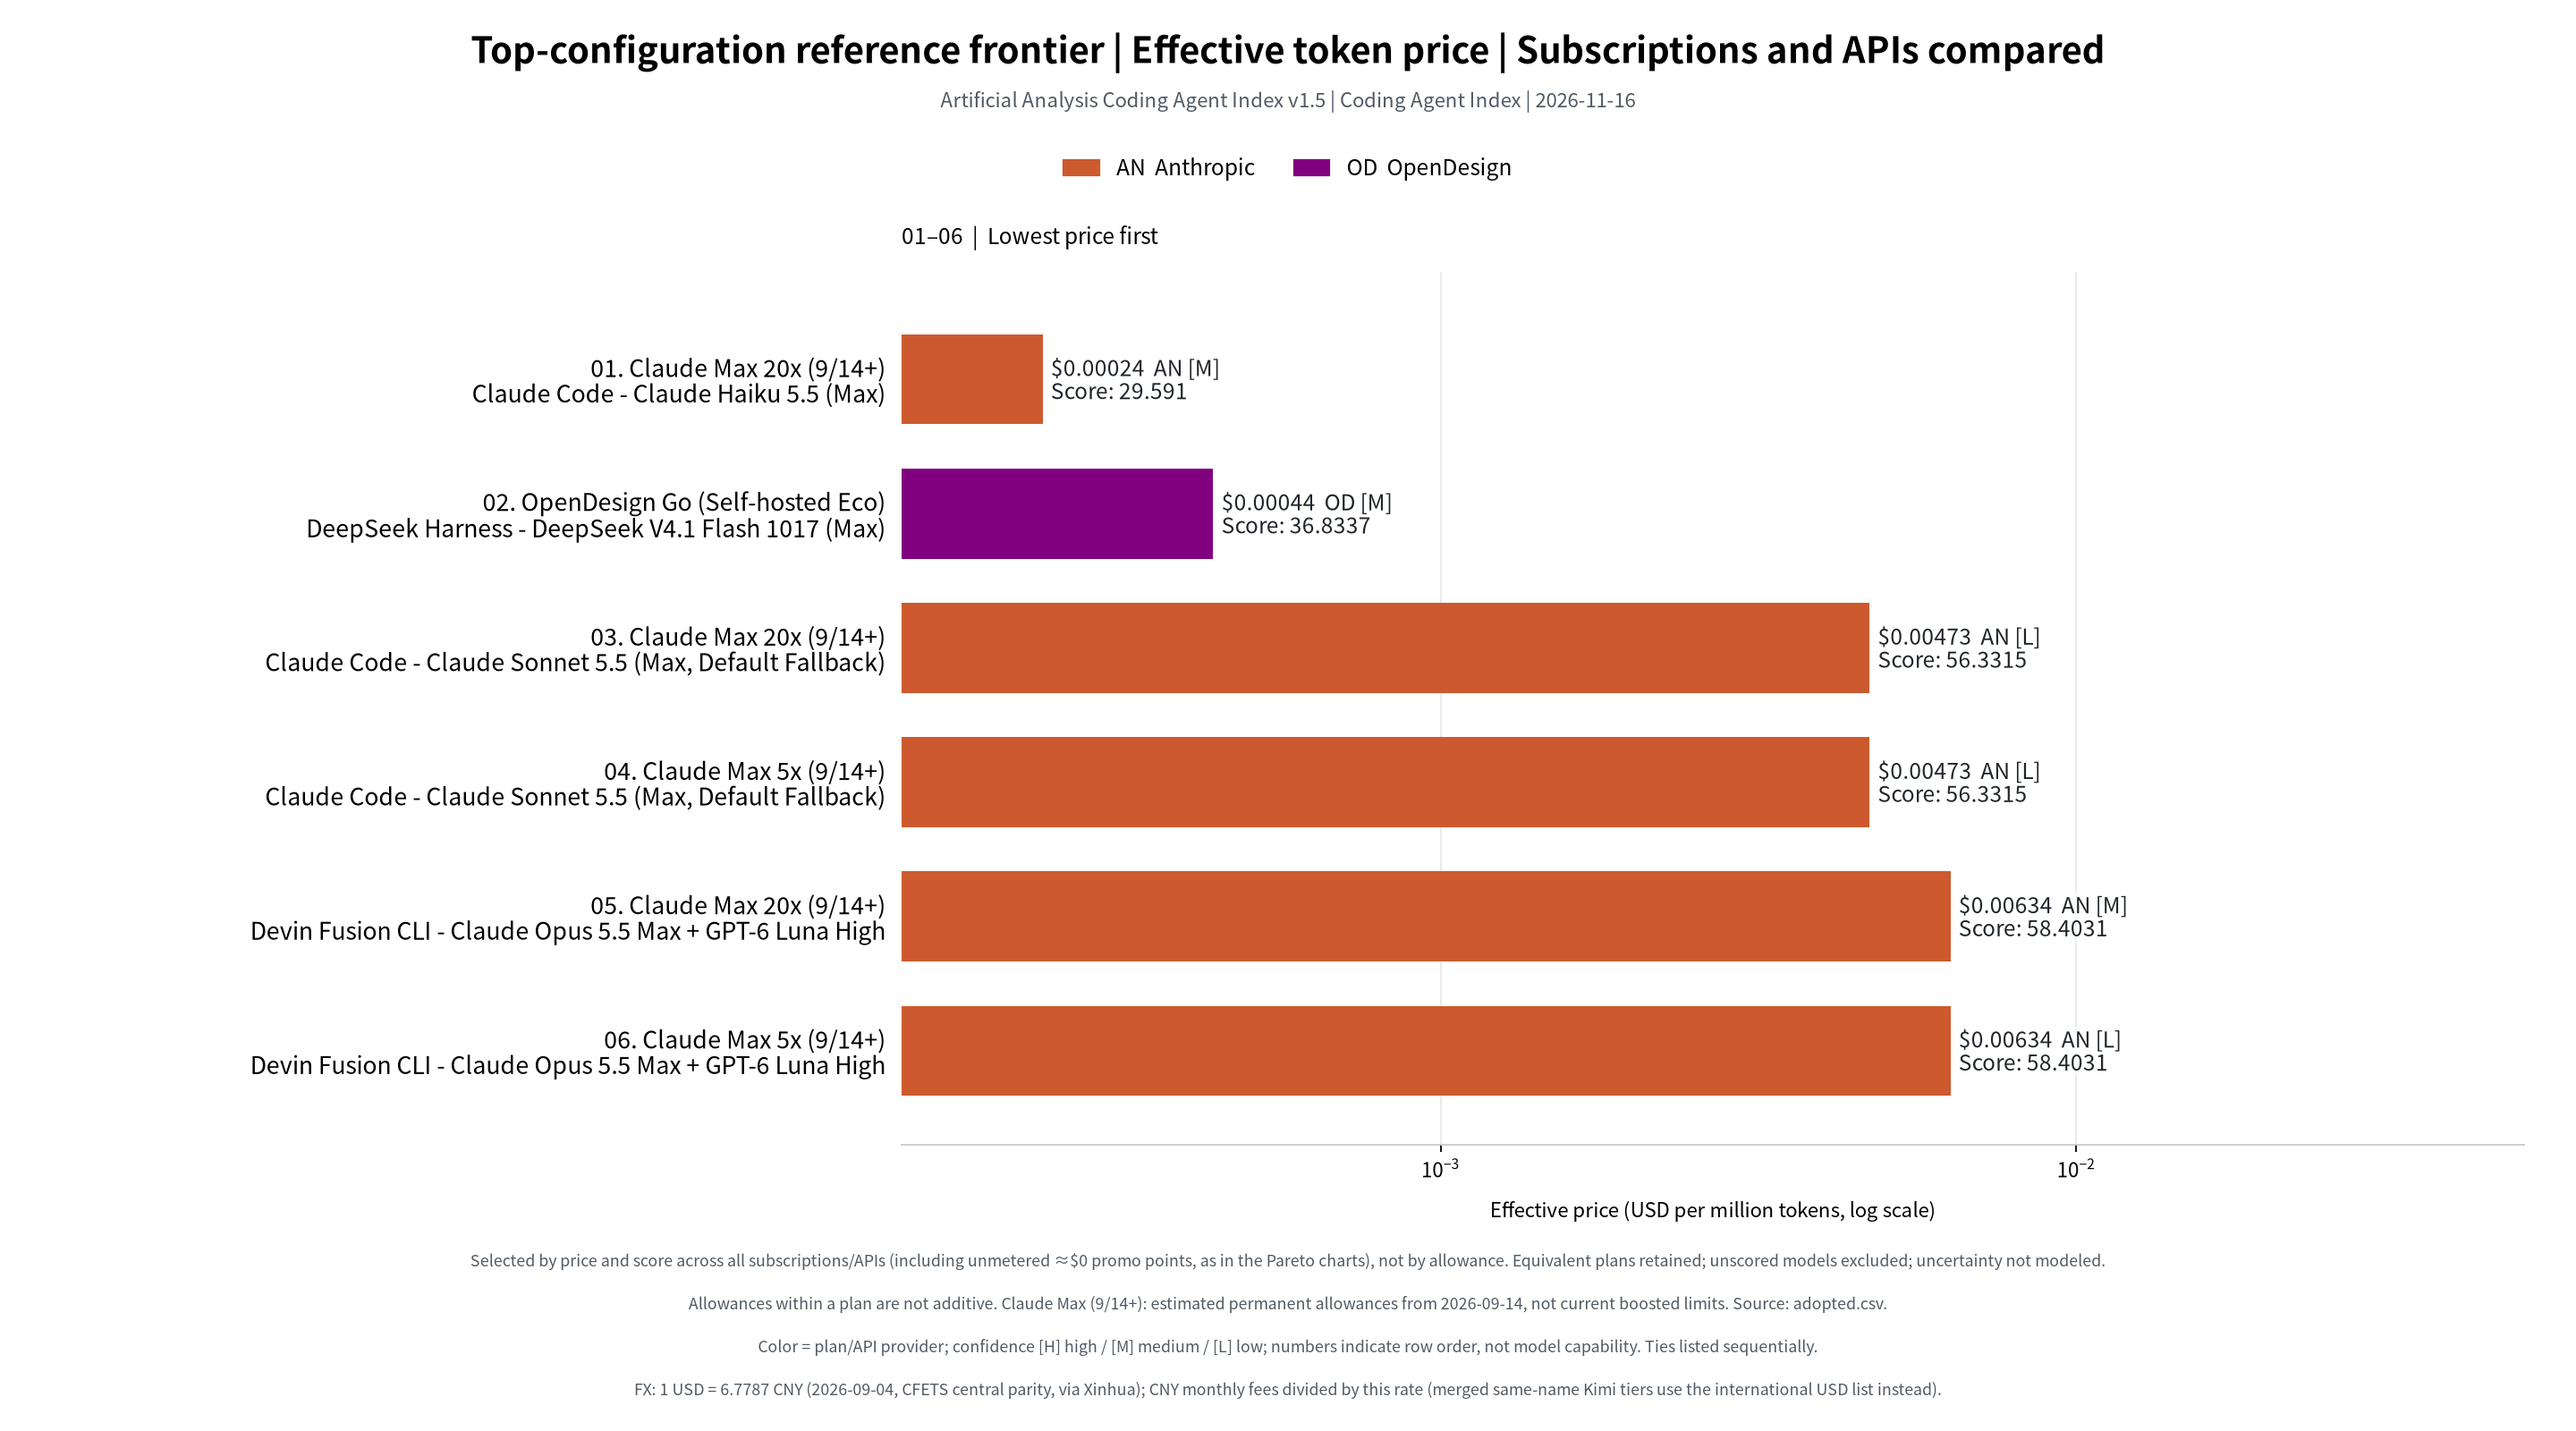 Top-configuration reference frontier | Effective token price | Subscriptions and APIs compared
Artificial Analysis Coding Agent Index v1.5 | Coding Agent Index | 2026-11-16
AN Anthropic
OD OpenDesign
01–06 | Lowest price first
01. Claude Max 20x (9/14+)
Claude Code - Claude Haiku 5.5 (Max)
$0.00024 AN [M]
Score: 29.591
02. OpenDesign Go (Self-hosted Eco)
DeepSeek Harness - DeepSeek V4.1 Flash 1017 (Max)
$0.00044 OD [M]
Score: 36.8337
03. Claude Max 20x (9/14+)
Claude Code - Claude Sonnet 5.5 (Max, Default Fallback)
$0.00473 AN [L]
Score: 56.3315
04. Claude Max 5x (9/14+)
Claude Code - Claude Sonnet 5.5 (Max, Default Fallback)
$0.00473 AN [L]
Score: 56.3315
05. Claude Max 20x (9/14+)
Devin Fusion CLI - Claude Opus 5.5 Max + GPT-6 Luna High
$0.00634 AN [M]
Score: 58.4031
06. Claude Max 5x (9/14+)
Devin Fusion CLI - Claude Opus 5.5 Max + GPT-6 Luna High
$0.00634 AN [L]
Score: 58.4031
10⁻³
10⁻²
Effective price (USD per million tokens, log scale)
Selected by price and score across all subscriptions/APIs (including unmetered ≈$0 promo points, as in the Pareto charts), not by allowance. Equivalent plans retained; unscored models excluded; uncertainty not modeled.
Allowances within a plan are not additive. Claude Max (9/14+): estimated permanent allowances from 2026-09-14, not current boosted limits. Source: adopted.csv.
Color = plan/API provider; confidence [H] high / [M] medium / [L] low; numbers indicate row order, not model capability. Ties listed sequentially.
FX: 1 USD = 6.7787 CNY (2026-09-04, CFETS central parity, via Xinhua); CNY monthly fees divided by this rate (merged same-name Kimi tiers use the international USD list instead).